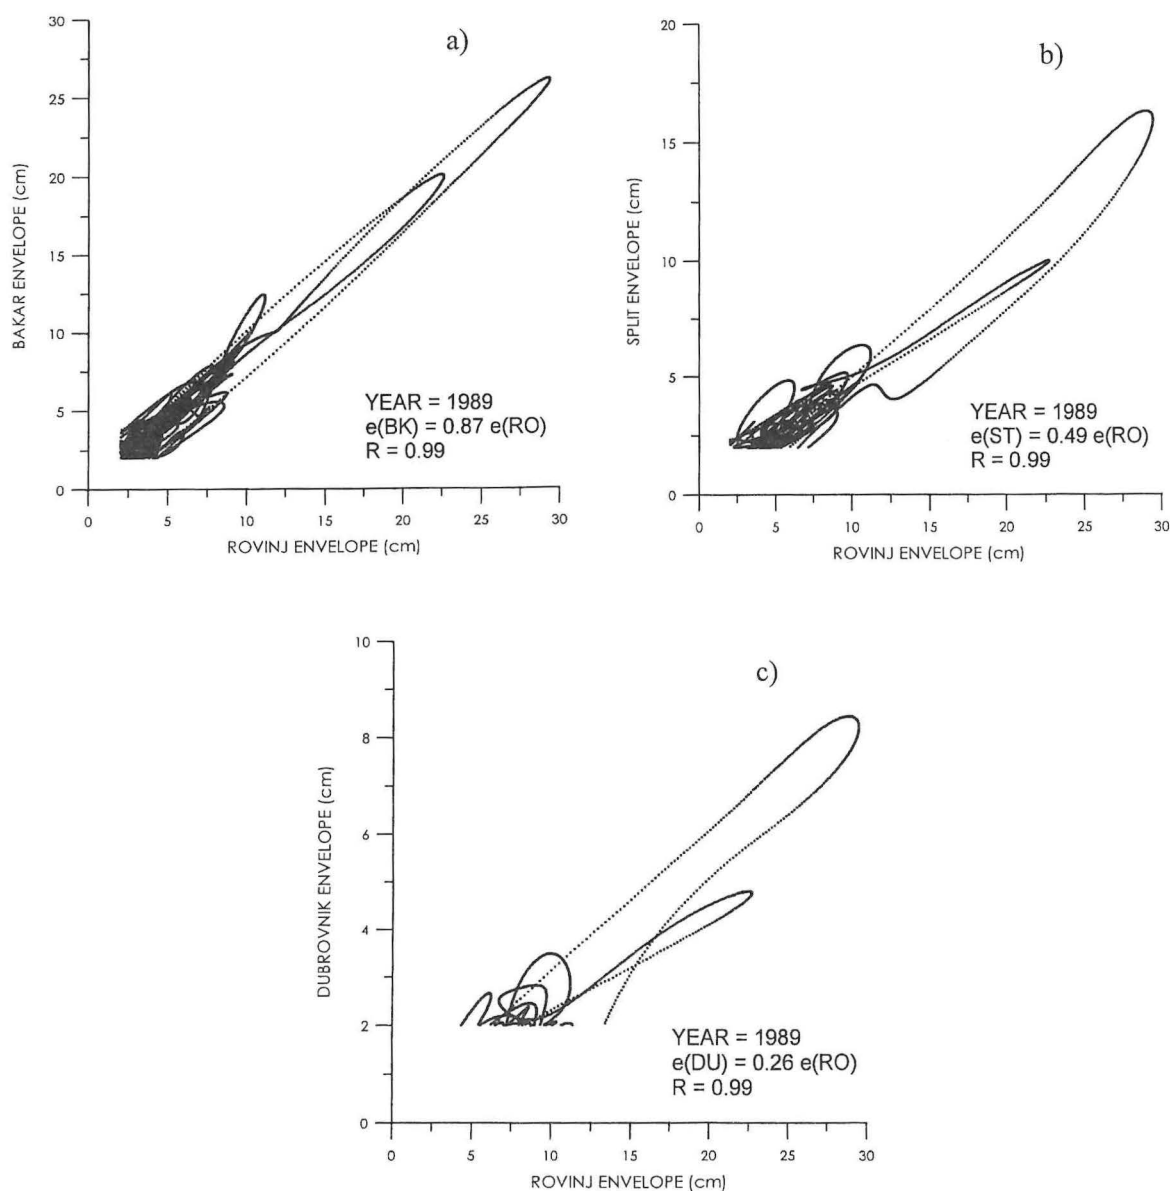 a)
BAKAR ENVELOPE (cm)
30
25
20
15
10
5
0
0 5 10 15 20 25 30
ROVINJ ENVELOPE (cm)
YEAR = 1989
e(BK) = 0.87 e(RO)
R = 0.99
b)
SPLIT ENVELOPE (cm)
20
15
10
5
0
0 5 10 15 20 25 30
ROVINJ ENVELOPE (cm)
YEAR = 1989
e(ST) = 0.49 e(RO)
R = 0.99
c)
DUBROVNIK ENVELOPE (cm)
10
8
6
4
2
0
0 5 10 15 20 25 30
ROVINJ ENVELOPE (cm)
YEAR = 1989
e(DU) = 0.26 e(RO)
R = 0.99